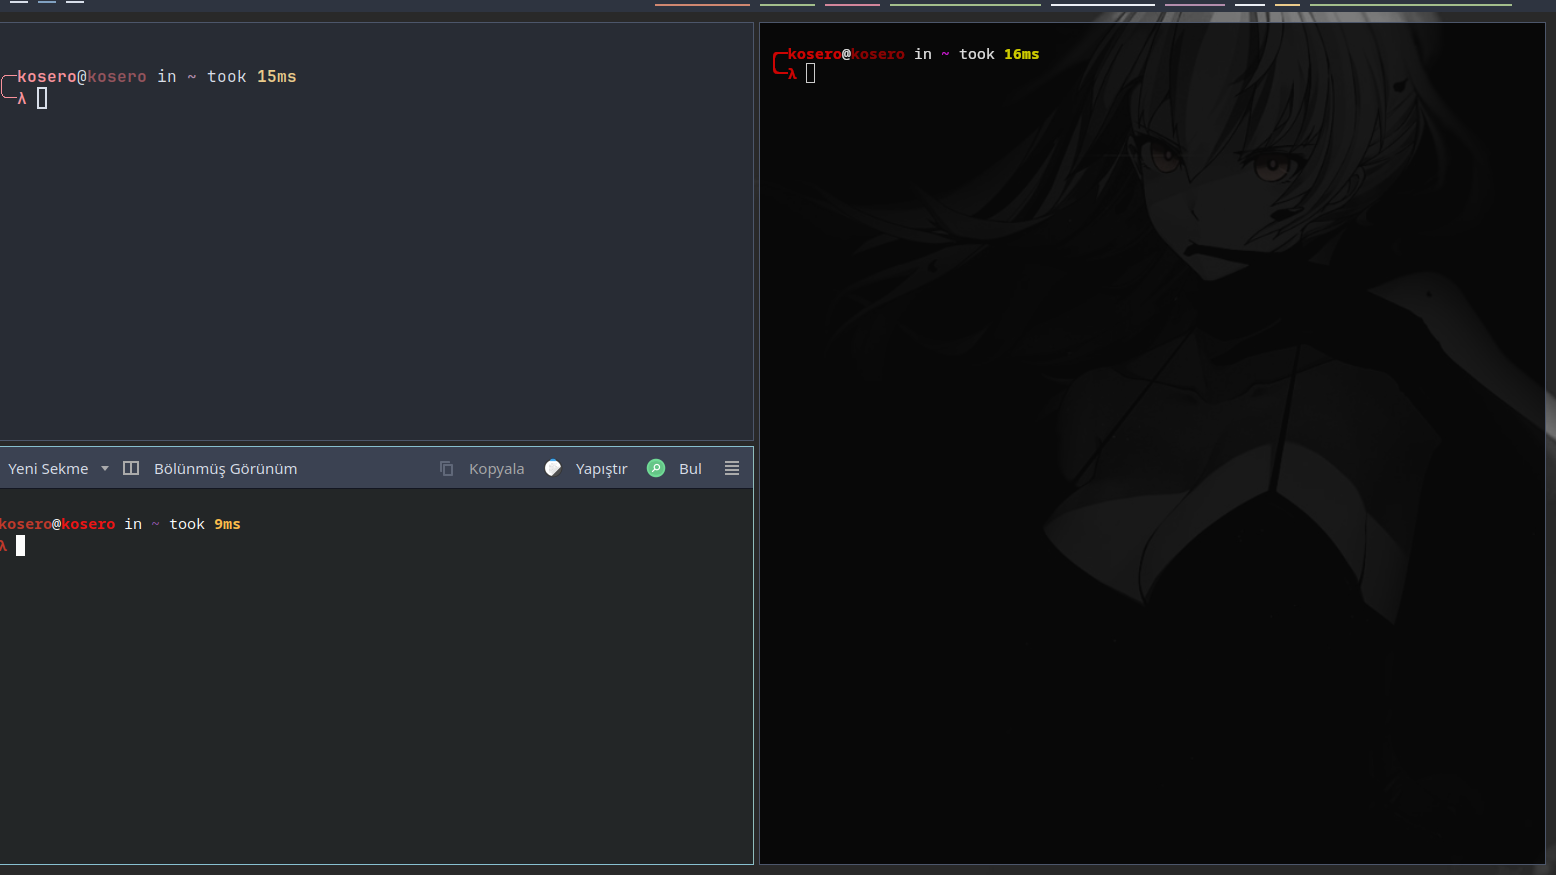 kosero@kosero in ~ took 15ms
λ
kosero@kosero in ~ took 16ms
λ
Yeni Sekme Bölünmüş Görünüm Kopyala Yapıştır Bul
kosero@kosero in ~ took 9ms
λ